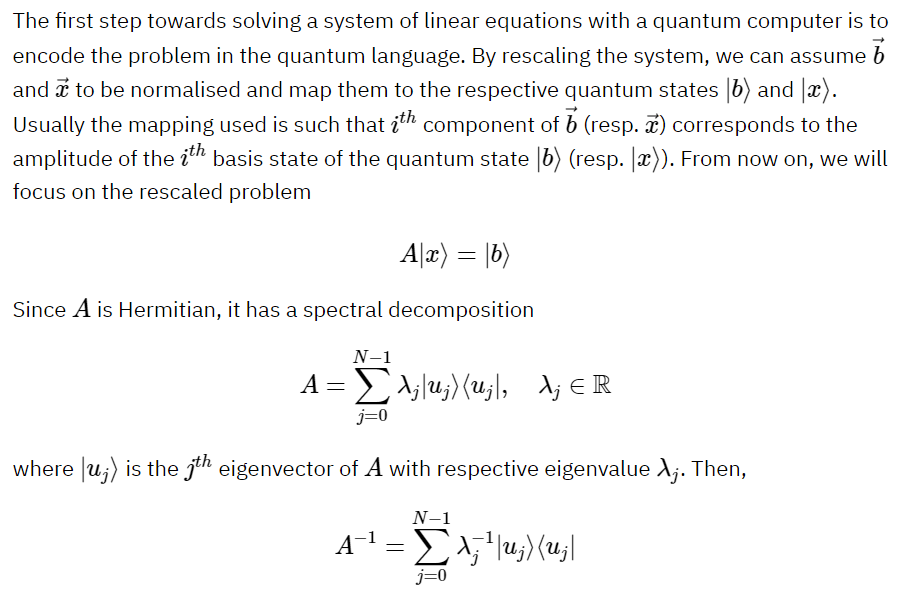 The first step towards solving a system of linear equations with a quantum computer is to
encode the problem in the quantum language. By rescaling the system, we can assume $\vec{b}$
and $\vec{x}$ to be normalised and map them to the respective quantum states $|b\rangle$ and $|x\rangle$.
Usually the mapping used is such that $i^{th}$ component of $\vec{b}$ (resp. $\vec{x}$) corresponds to the
amplitude of the $i^{th}$ basis state of the quantum state $|b\rangle$ (resp. $|x\rangle$). From now on, we will
focus on the rescaled problem
$A|x\rangle = |b\rangle$
Since $A$ is Hermitian, it has a spectral decomposition
$A = \sum_{j=0}^{N-1} \lambda_j |u_j\rangle\langle u_j|, \quad \lambda_j \in \mathbb{R}$
where $|u_j\rangle$ is the $j^{th}$ eigenvector of $A$ with respective eigenvalue $\lambda_j$. Then,
$A^{-1} = \sum_{j=0}^{N-1} \lambda_j^{-1} |u_j\rangle\langle u_j|$